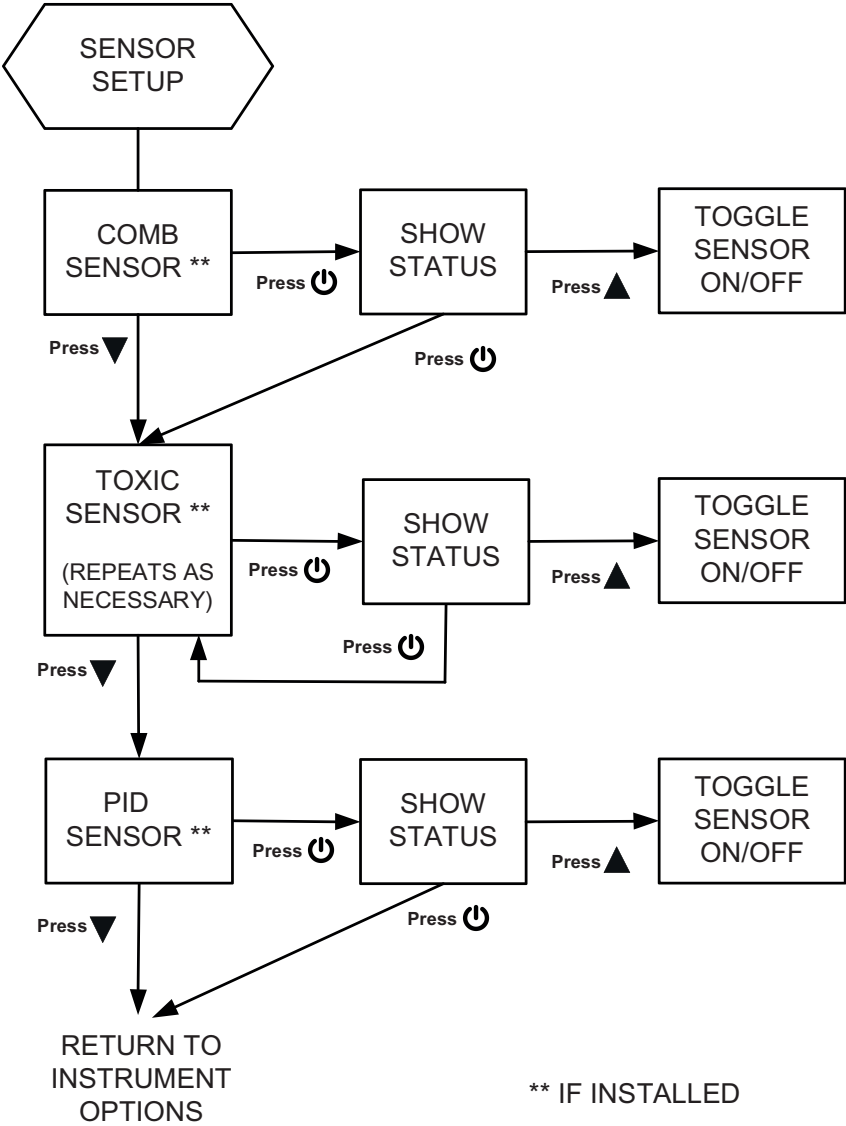 SENSOR
SETUP
COMB
SENSOR **
Press
SHOW
STATUS
Press
TOGGLE
SENSOR
ON/OFF
Press
Press
TOXIC
SENSOR **
(REPEATS AS
NECESSARY)
Press
SHOW
STATUS
Press
TOGGLE
SENSOR
ON/OFF
Press
Press
PID
SENSOR **
Press
SHOW
STATUS
Press
TOGGLE
SENSOR
ON/OFF
Press
Press
RETURN TO
INSTRUMENT
OPTIONS
** IF INSTALLED